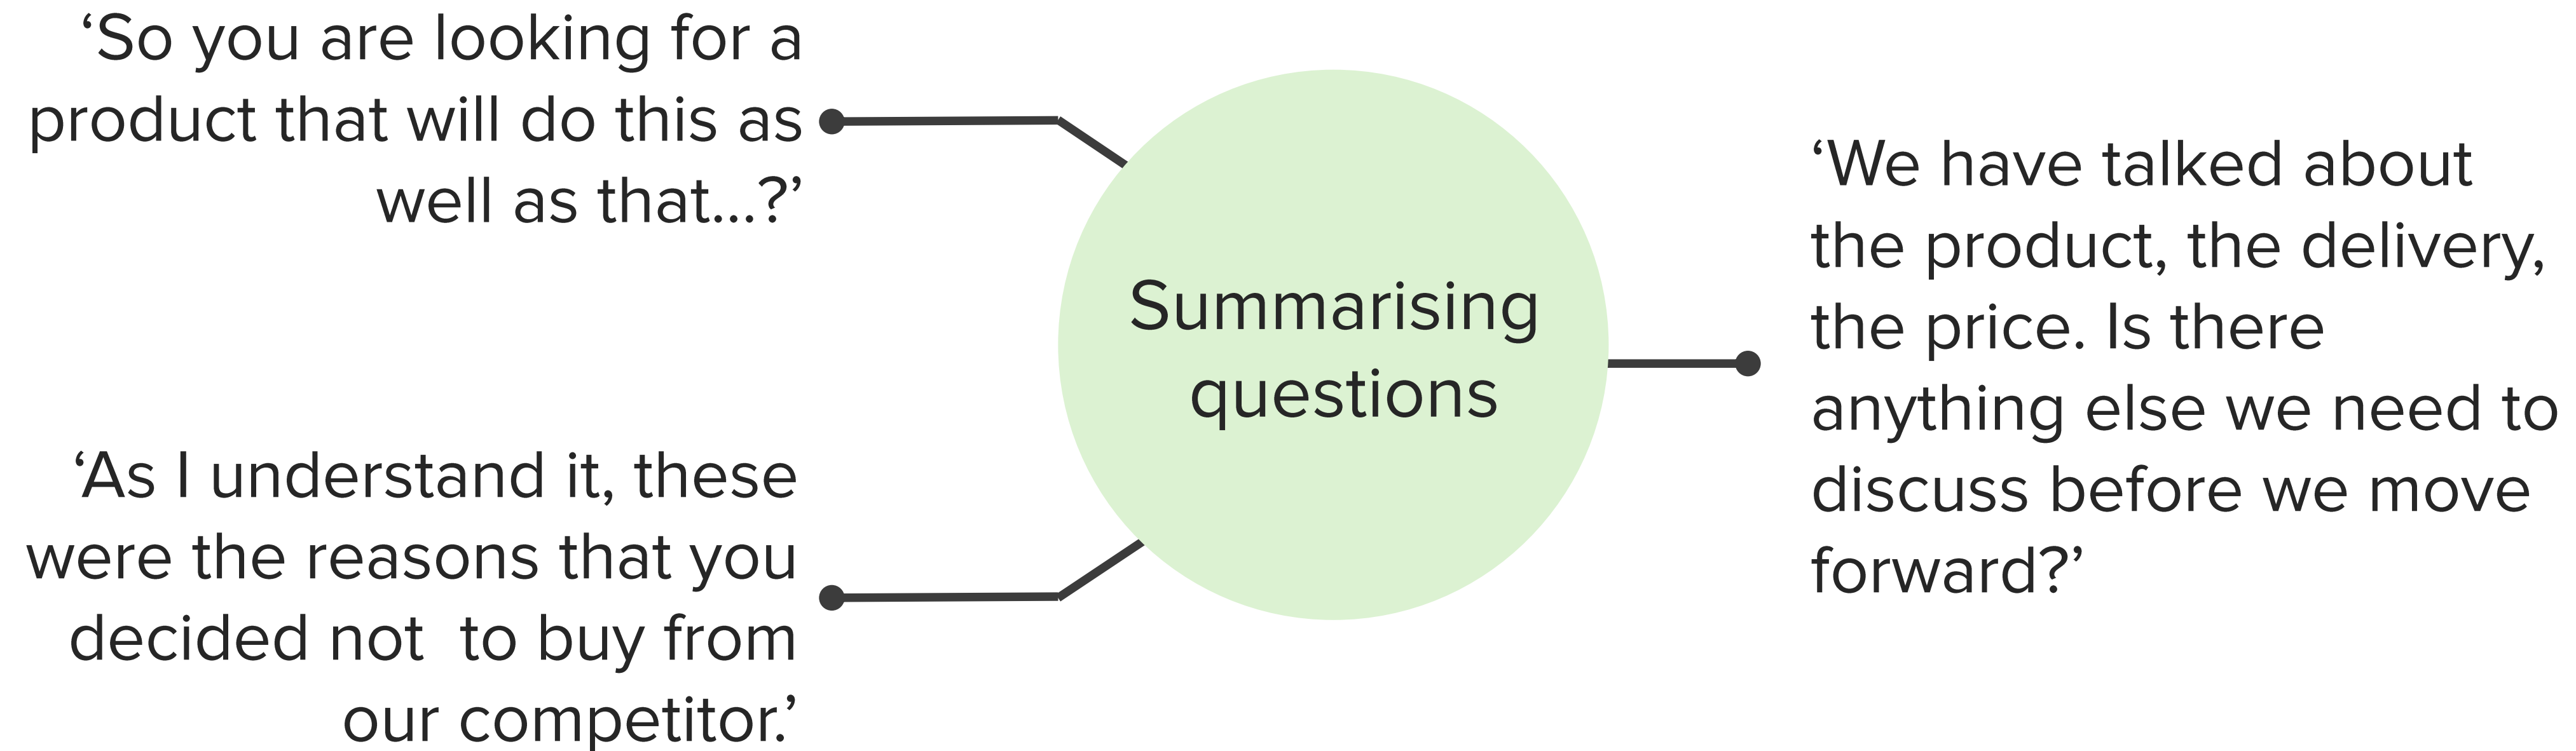 ‘So you are looking for a
product that will do this as
well as that...?’
‘As I understand it, these
were the reasons that you
decided not  to buy from
our competitor.’
Summarising
questions
‘We have talked about
the product, the delivery,
the price. Is there
anything else we need to
discuss before we move
forward?’